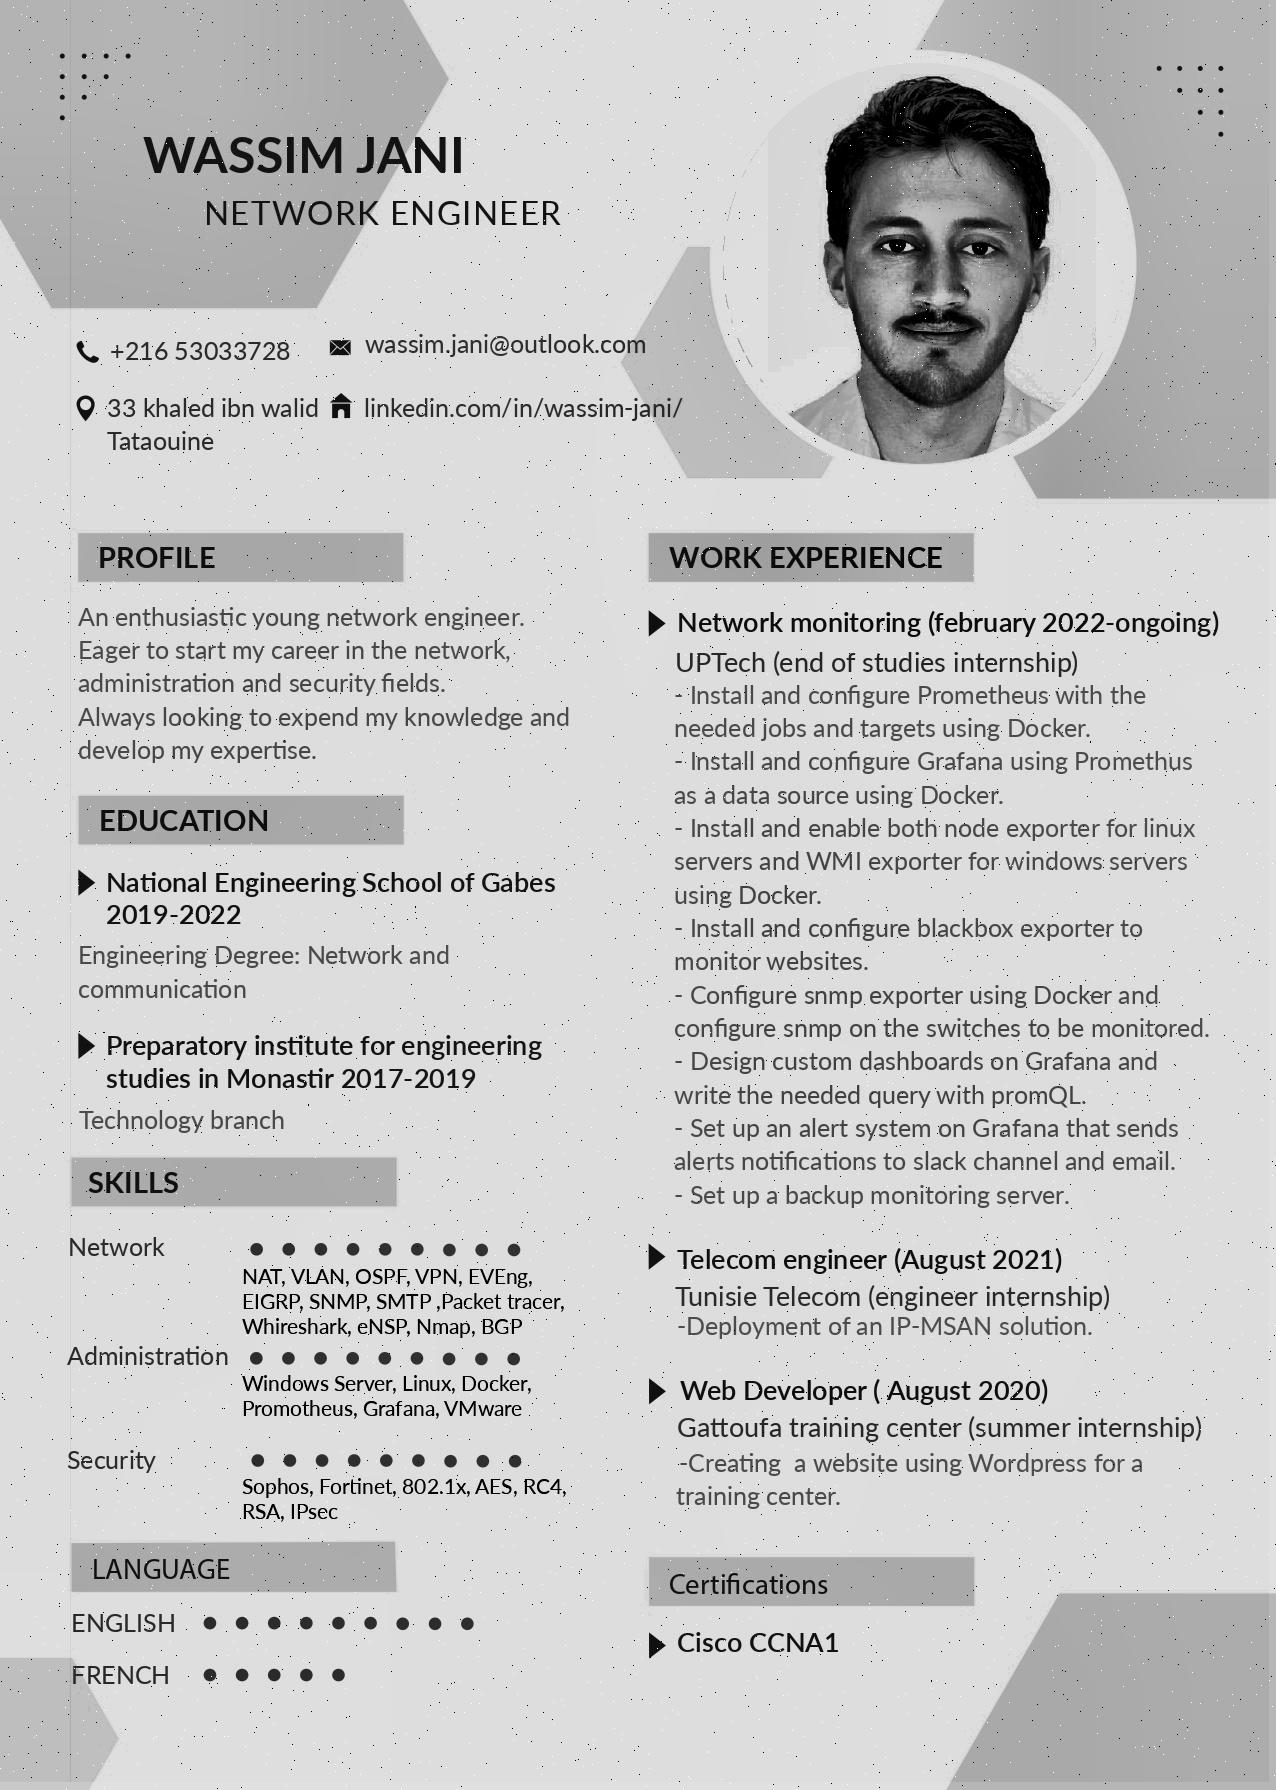 WASSIM JANI
NETWORK ENGINEER
+216 53033728
wassim.jani@outlook.com
33 khaled ibn walid
Tataouine
linkedin.com/in/wassim-jani/
PROFILE
An enthusiastic young network engineer.
Eager to start my career in the network,
administration and security fields.
Always looking to expend my knowledge and
develop my expertise.
EDUCATION
National Engineering School of Gabes
2019-2022
Engineering Degree: Network and
communication
Preparatory institute for engineering
studies in Monastir 2017-2019
Technology branch
SKILLS
Network
NAT, VLAN, OSPF, VPN, EVEng,
EIGRP, SNMP, SMTP ,Packet tracer,
Whireshark, eNSP, Nmap, BGP
Administration
Windows Server, Linux, Docker,
Promotheus, Grafana, VMware
Security
Sophos, Fortinet, 802.1x, AES, RC4,
RSA, IPsec
LANGUAGE
ENGLISH
FRENCH
WORK EXPERIENCE
Network monitoring (february 2022-ongoing)
UPTech (end of studies internship)
- Install and configure Prometheus with the
needed jobs and targets using Docker.
- Install and configure Grafana using Promethus
as a data source using Docker.
- Install and enable both node exporter for linux
servers and WMI exporter for windows servers
using Docker.
- Install and configure blackbox exporter to
monitor websites.
- Configure snmp exporter using Docker and
configure snmp on the switches to be monitored.
- Design custom dashboards on Grafana and
write the needed query with promQL.
- Set up an alert system on Grafana that sends
alerts notifications to slack channel and email.
- Set up a backup monitoring server.
Telecom engineer (August 2021)
Tunisie Telecom (engineer internship)
-Deployment of an IP-MSAN solution.
Web Developer ( August 2020)
Gattoufa training center (summer internship)
-Creating  a website using Wordpress for a
training center.
Certifications
Cisco CCNA1